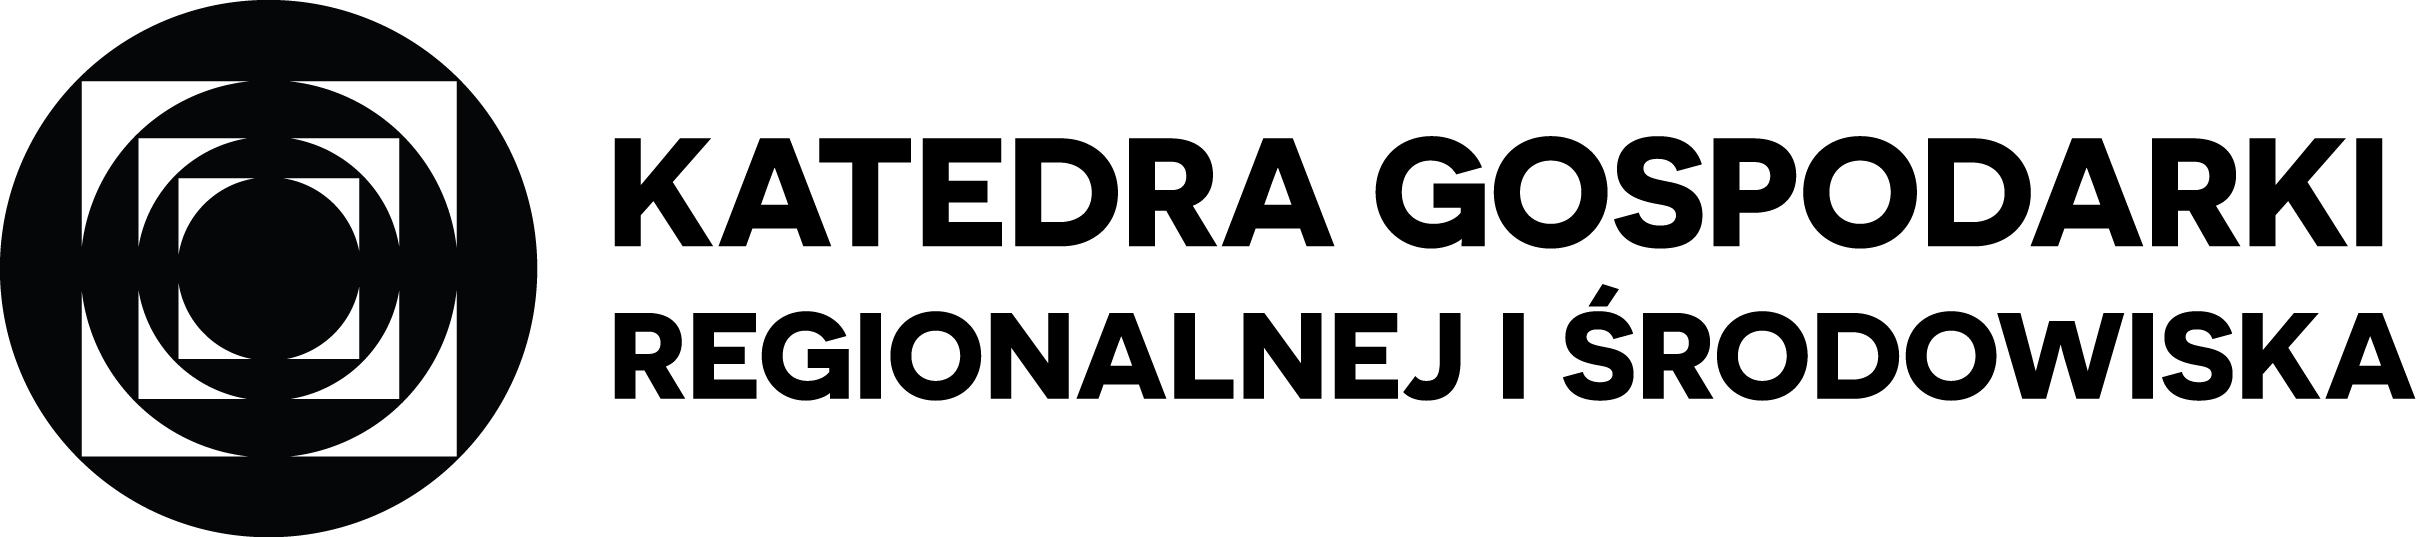 KATEDRA GOSPODARKI
REGIONALNEJ I ŚRODOWISKA